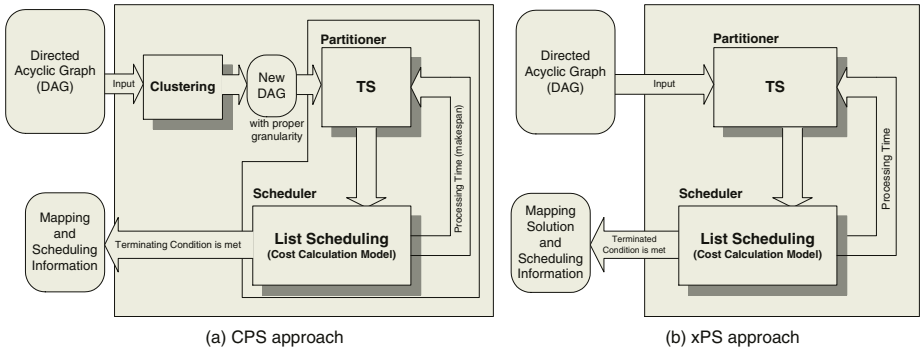 Directed
Acyclic Graph
(DAG)
Input
Clustering
New
DAG
with proper
granularity
Partitioner
TS
Processing Time (makespan)
Scheduler
List Scheduling
(Cost Calculation Model)
Terminating Condition is met
Mapping
and
Scheduling
Information
(a) CPS approach
Directed
Acyclic Graph
(DAG)
Input
Partitioner
TS
Processing Time
Scheduler
List Scheduling
(Cost Calculation Model)
Terminated
Condition is met
Mapping
Solution
and
Scheduling
Information
(b) xPS approach